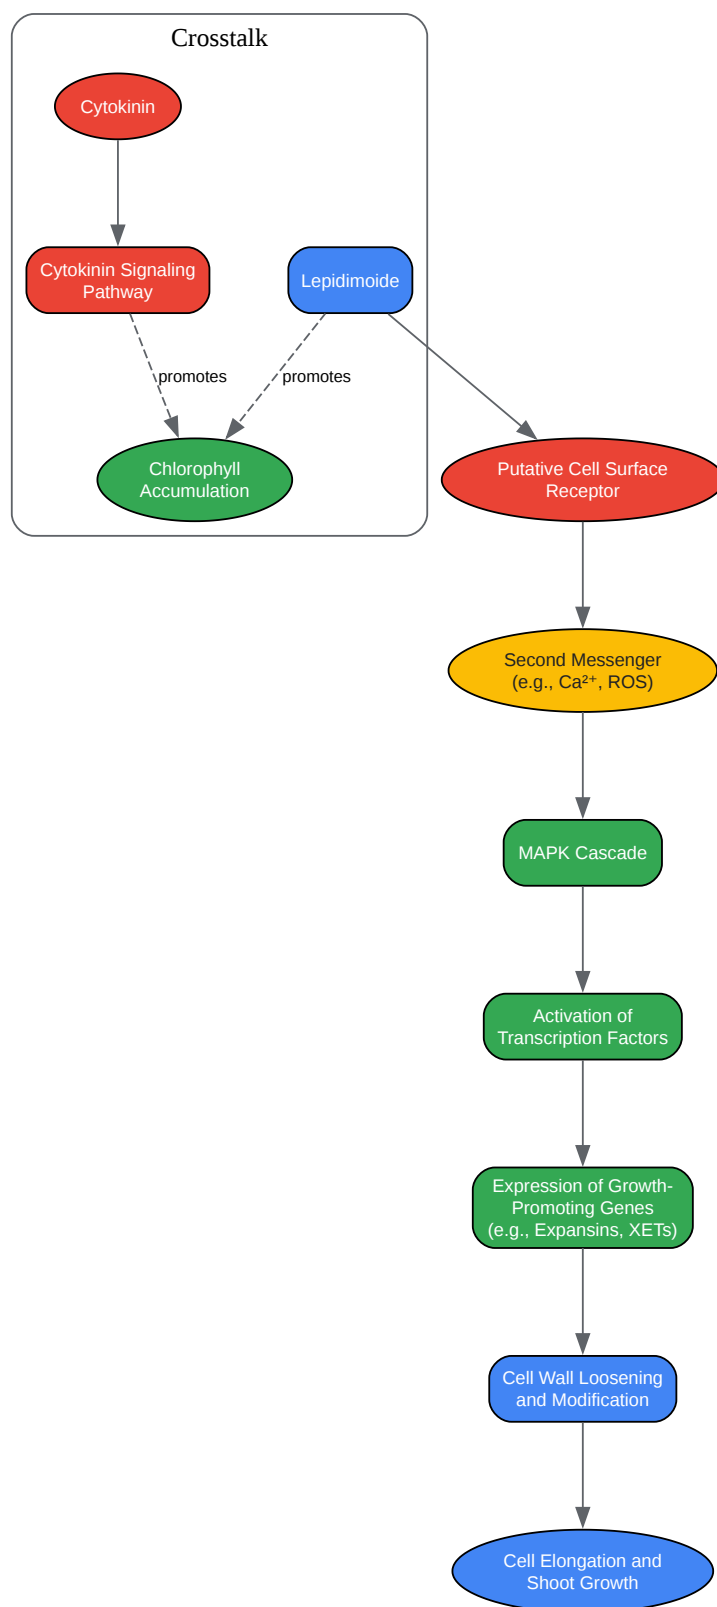 Crosstalk
Cytokinin
Cytokinin Signaling
Pathway
Lepidimoide
promotes
promotes
Chlorophyll
Accumulation
Putative Cell Surface
Receptor
Second Messenger
(e.g., Ca²⁺, ROS)
MAPK Cascade
Activation of
Transcription Factors
Expression of Growth-
Promoting Genes
(e.g., Expansins, XETs)
Cell Wall Loosening
and Modification
Cell Elongation and
Shoot Growth